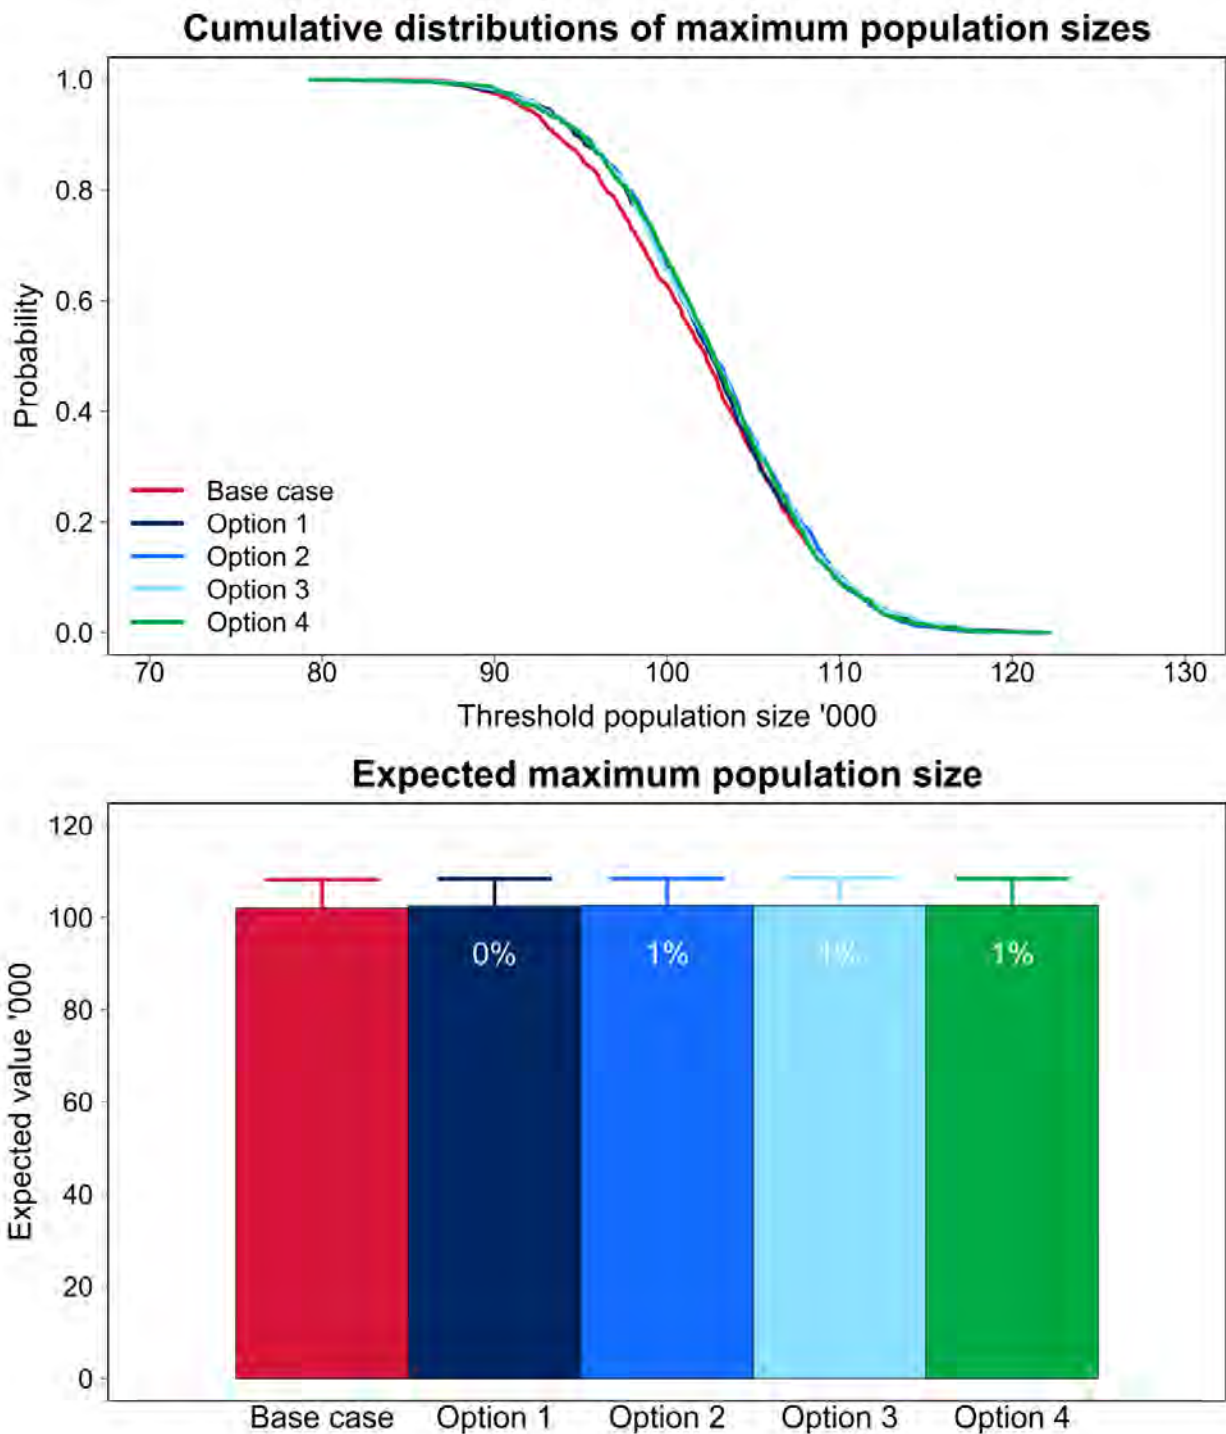 Cumulative distributions of maximum population sizes
1.0
0.8
0.6
0.4
0.2
0.0
Probability
Base case
Option 1
Option 2
Option 3
Option 4
70 80 90 100 110 120 130
Threshold population size '000
Expected maximum population size
120
100
80
60
40
20
0
Expected value '000
0% 1% 1% 1%
Base case Option 1 Option 2 Option 3 Option 4